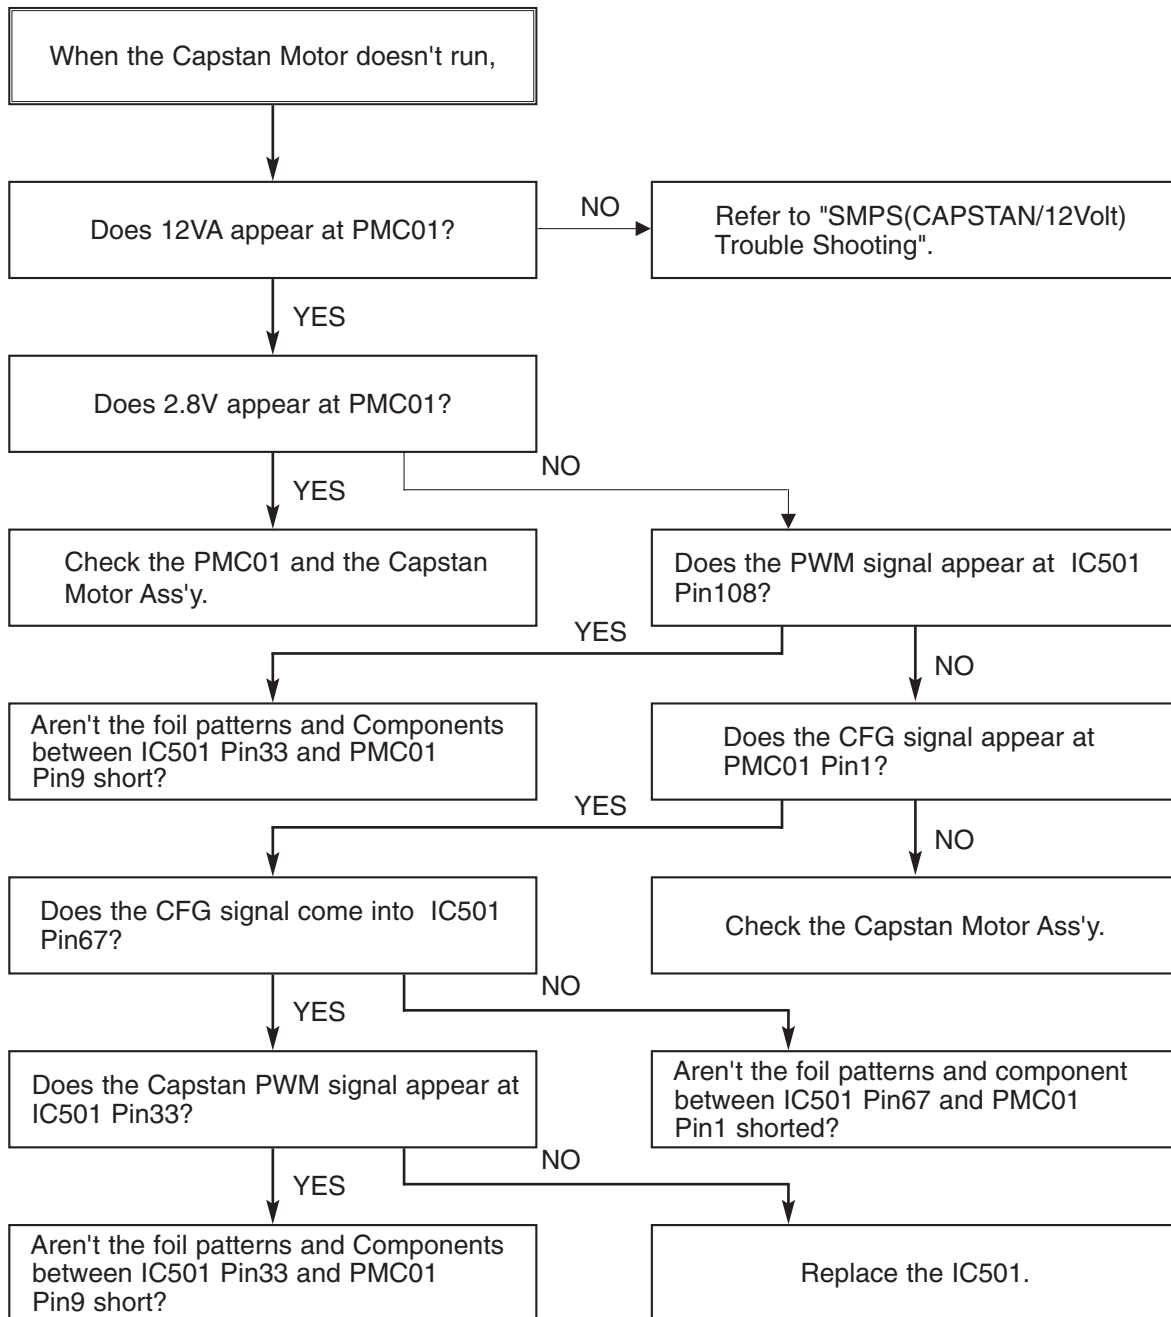 When the Capstan Motor doesn't run,
Does 12VA appear at PMC01?
NO
Refer to "SMPS(CAPSTAN/12Volt)
Trouble Shooting".
YES
Does 2.8V appear at PMC01?
NO
YES
Check the PMC01 and the Capstan
Motor Ass'y.
Does the PWM signal appear at IC501
Pin108?
YES
NO
Aren't the foil patterns and Components
between IC501 Pin33 and PMC01
Pin9 short?
Does the CFG signal appear at
PMC01 Pin1?
YES
NO
Does the CFG signal come into IC501
Pin67?
Check the Capstan Motor Ass'y.
NO
YES
Does the Capstan PWM signal appear at
IC501 Pin33?
Aren't the foil patterns and component
between IC501 Pin67 and PMC01
Pin1 shorted?
NO
YES
Aren't the foil patterns and Components
between IC501 Pin33 and PMC01
Pin9 short?
Replace the IC501.